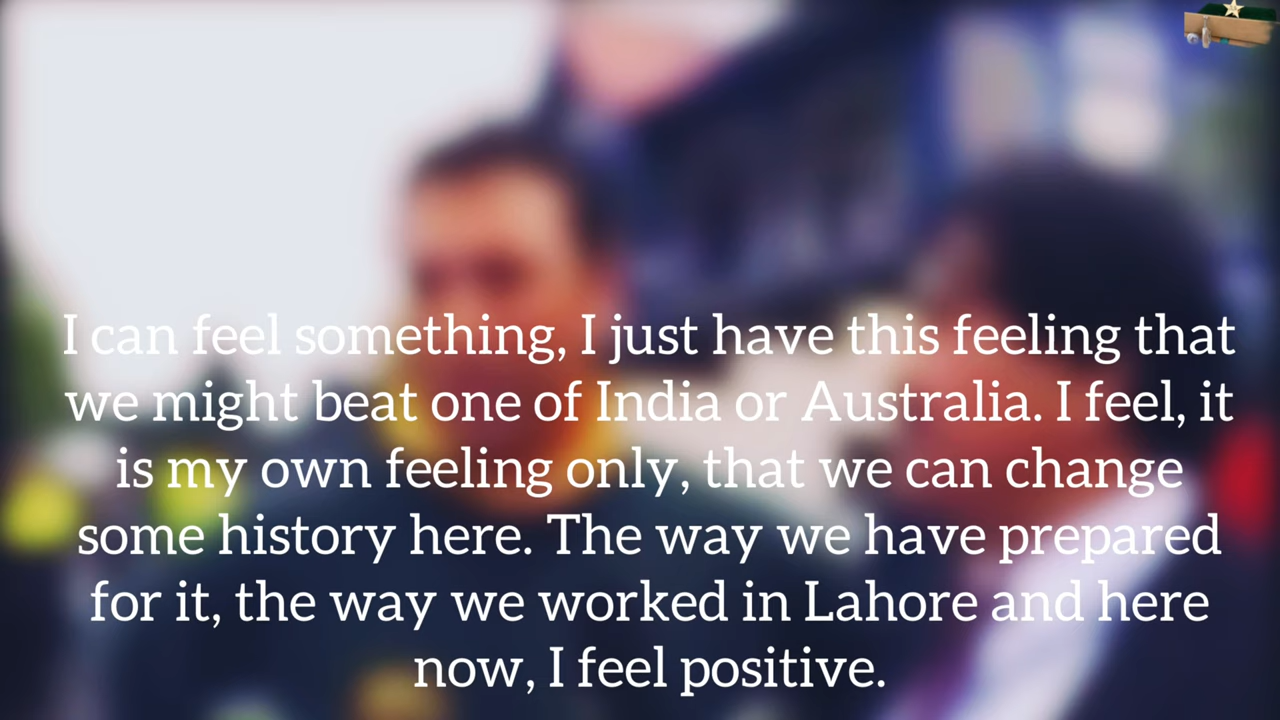 I can feel something, I just have this feeling that
we might beat one of India or Australia. I feel, it
is my own feeling only, that we can change
some history here. The way we have prepared
for it, the way we worked in Lahore and here
now, I feel positive.